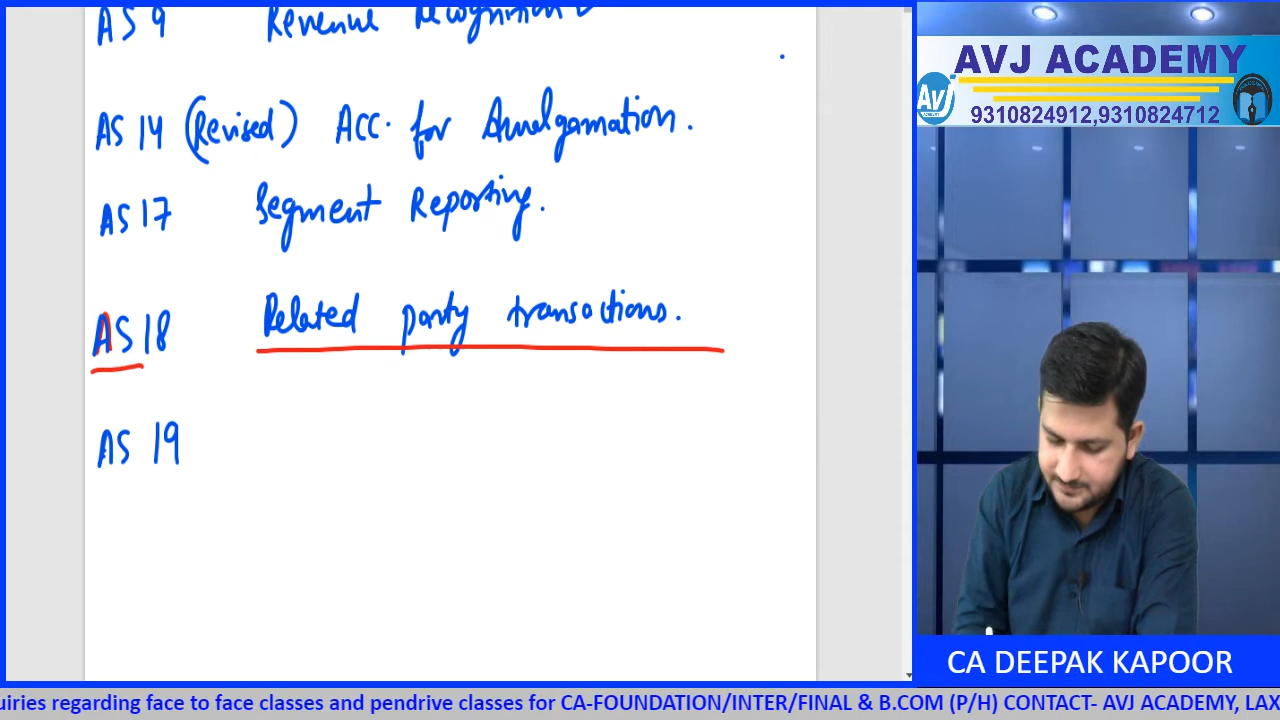 AS 9 Revenue Recognition
AS 14 (Revised) Acc. for Amalgamation.
AS 17 Segment Reporting.
AS 18 Related party transactions.
AS 19
AVJ ACADEMY
AVJ
9310824912,9310824712
CA DEEPAK KAPOOR
uiries regarding face to face classes and pendrive classes for CA-FOUNDATION/INTER/FINAL & B.COM (P/H) CONTACT- AVJ ACADEMY, LAX